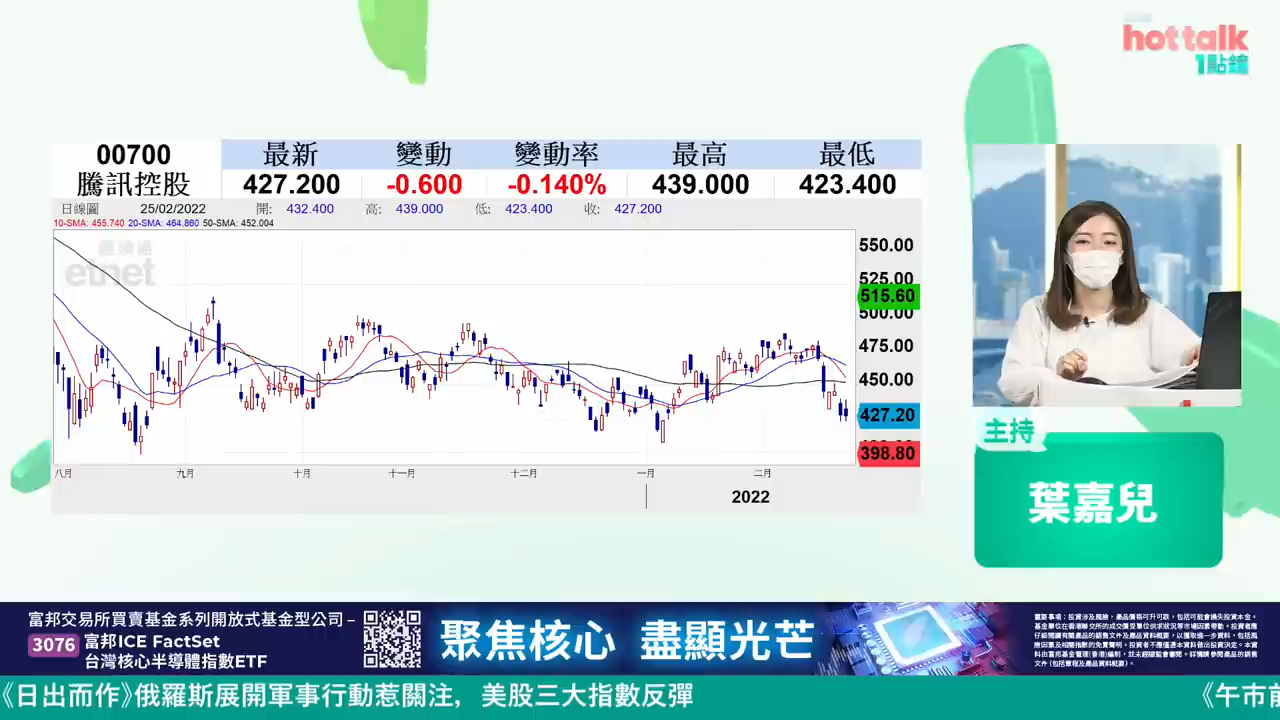 hot talk
1點鐘
00700
騰訊控股
最新 變動 變動率 最高 最低
427.200 -0.600 -0.140% 439.000 423.400
日線圖 25/02/2022 開: 432.400 高: 439.000 低: 423.400 收: 427.200
10-SMA: 455.740 20-SMA: 464.860 50-SMA: 452.004
經濟通
etnet
550.00
525.00
515.60
500.00
475.00
450.00
427.20
398.80
八月 九月 十月 十一月 十二月 一月 二月
2022
主持
葉嘉兒
富邦交易所買賣基金系列開放式基金型公司 –
3076 富邦ICE FactSet
台灣核心半導體指數ETF
聚焦核心 盡顯光芒
《日出而作》俄羅斯展開軍事行動惹關注, 美股三大指數反彈
《午市前